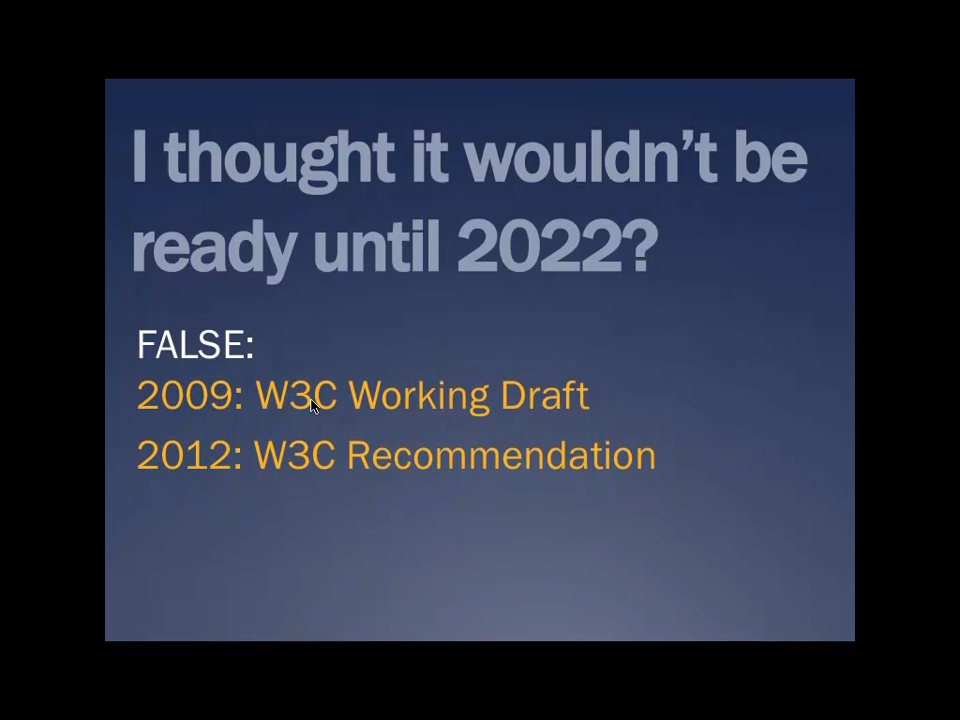 I thought it wouldn’t be
ready until 2022?
FALSE:
2009: W3C Working Draft
2012: W3C Recommendation